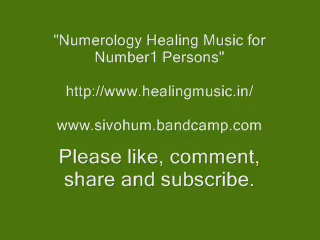 "Numerology Healing Music for
Number1 Persons"
http://www.healingmusic.in/
www.sivohum.bandcamp.com
Please like, comment,
share and subscribe.